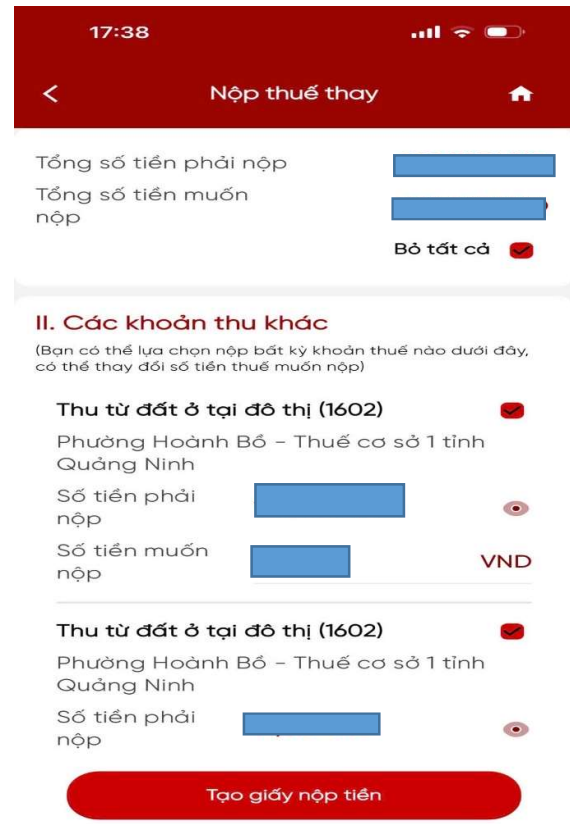 17:38
Nộp thuế thay
Tổng số tiền phải nộp
Tổng số tiền muốn
nộp
Bỏ tất cả
II. Các khoản thu khác
(Bạn có thể lựa chọn nộp bất kỳ khoản thuế nào dưới đây,
có thể thay đổi số tiền thuế muốn nộp)
Thu từ đất ở tại đô thị (1602)
Phường Hoành Bồ - Thuế cơ sở 1 tỉnh
Quảng Ninh
Số tiền phải
nộp
Số tiền muốn
nộp
VND
Thu từ đất ở tại đô thị (1602)
Phường Hoành Bồ - Thuế cơ sở 1 tỉnh
Quảng Ninh
Số tiền phải
nộp
Tạo giấy nộp tiền